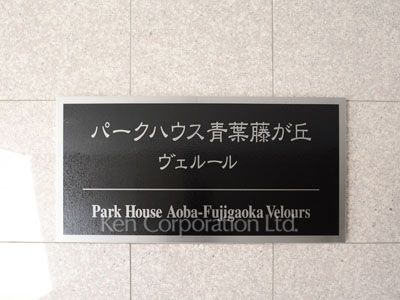 パークハウス青葉藤が丘
ヴェルール
Park House Aoba-Fujigaoka Velours
Ken Corporation Ltd.